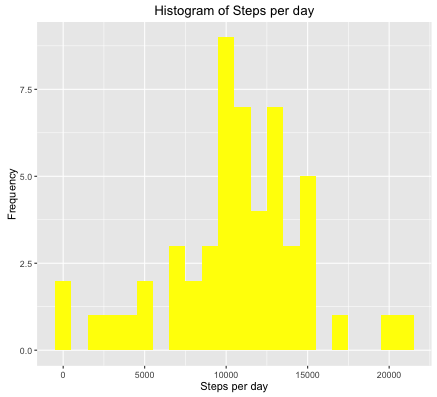 Histogram of Steps per day
7.5
5.0
2.5
0.0
Frequency
0 5000 10000 15000 20000
Steps per day